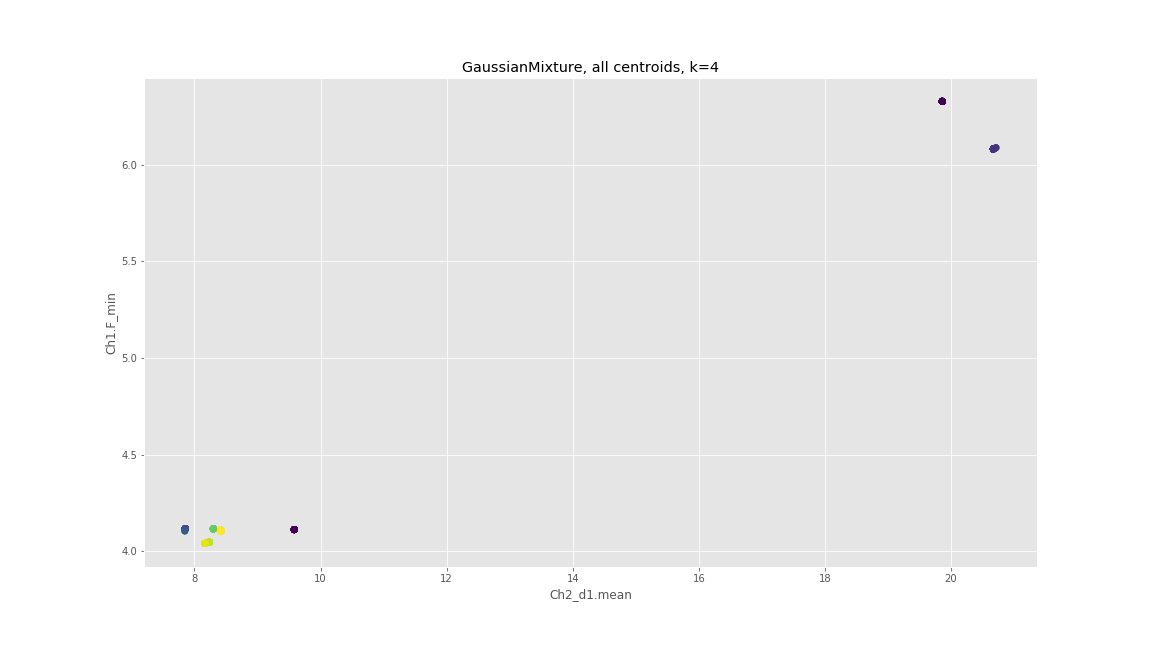 GaussianMixture, all centroids, k=4
6.0
5.5
5.0
4.5
4.0
Ch1.F_min
8 10 12 14 16 18 20
Ch2_d1.mean